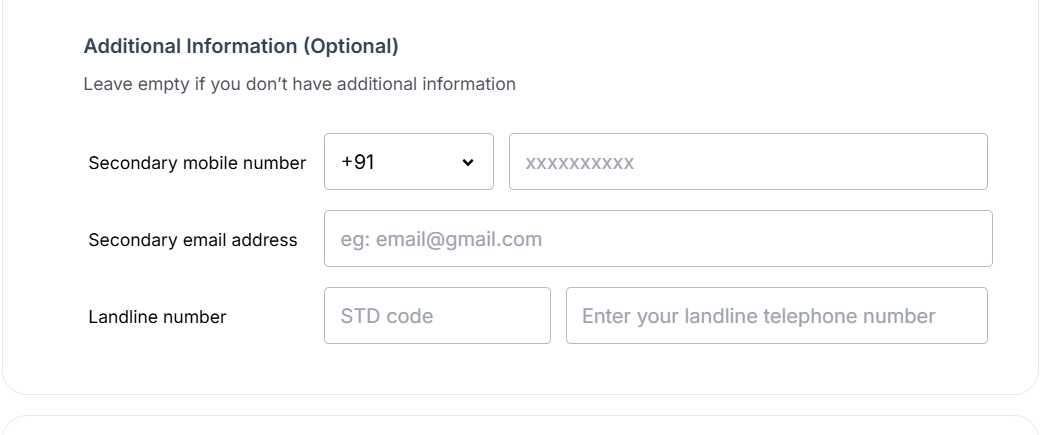 Additional Information (Optional)
Leave empty if you don’t have additional information
Secondary mobile number +91 xxxxxxxxxx
Secondary email address eg: email@gmail.com
Landline number STD code Enter your landline telephone number